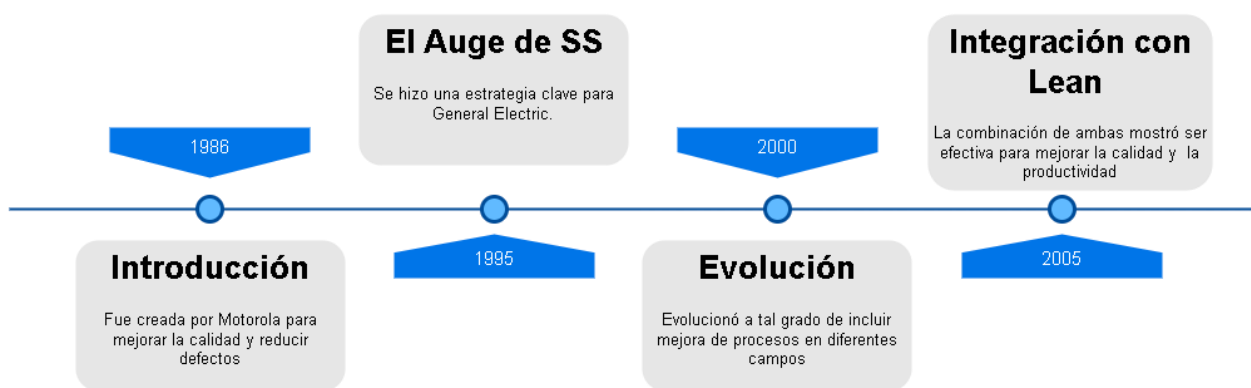 1986
Introducción
Fue creada por Motorola para
mejorar la calidad y reducir
defectos
El Auge de SS
Se hizo una estrategia clave para
General Electric.
1995
2000
Evolución
Evolucionó a tal grado de incluir
mejora de procesos en diferentes
campos
Integración con
Lean
La combinación de ambas mostró ser
efectiva para mejorar la calidad y  la
productividad
2005